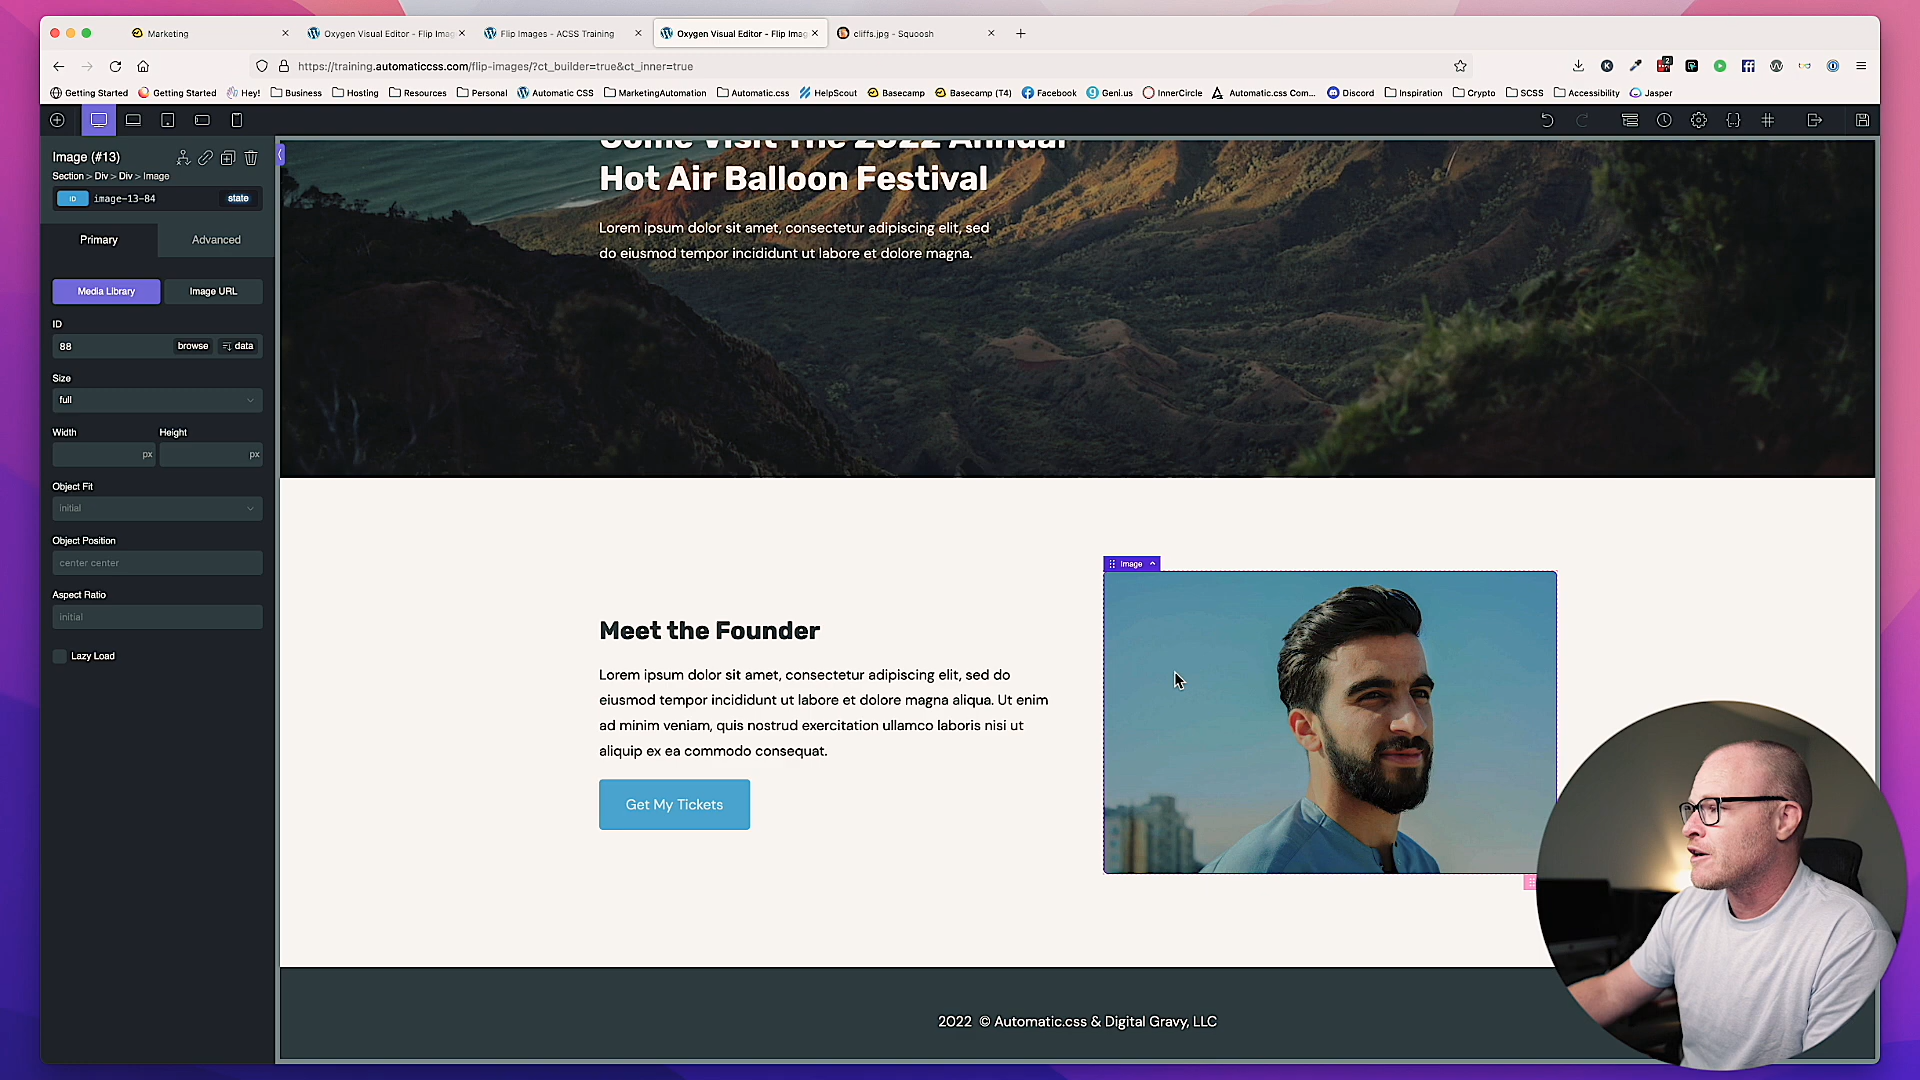 Marketing
Oxygen Visual Editor - Flip Imag
Flip Images - ACSS Training
Oxygen Visual Editor - Flip Imag
cliffs.jpg - Squoosh
https://training.automaticcss.com/flip-images/?ct_builder=true&ct_inner=true
2
Getting Started
Getting Started
Hey!
Business
Hosting
Resources
Personal
Automatic CSS
MarketingAutomation
Automatic.css
HelpScout
Basecamp
Basecamp (T4)
Facebook
Geni.us
InnerCircle
Automatic.css Com...
Discord
Inspiration
Crypto
SCSS
Accessibility
Jasper
Image (#13)
Section > Div > Div > Image
ID
image-13-84
state
Primary
Advanced
Media Library
Image URL
ID
88
browse
data
Size
full
Width
Height
px
px
Object Fit
initial
Object Position
center center
Aspect Ratio
initial
Lazy Load
Come Visit The 2022 Annual
Hot Air Balloon Festival
Lorem ipsum dolor sit amet, consectetur adipiscing elit, sed
do eiusmod tempor incididunt ut labore et dolore magna.
Image
Meet the Founder
Lorem ipsum dolor sit amet, consectetur adipiscing elit, sed do
eiusmod tempor incididunt ut labore et dolore magna aliqua. Ut enim
ad minim veniam, quis nostrud exercitation ullamco laboris nisi ut
aliquip ex ea commodo consequat.
Get My Tickets
2022 © Automatic.css & Digital Gravy, LLC